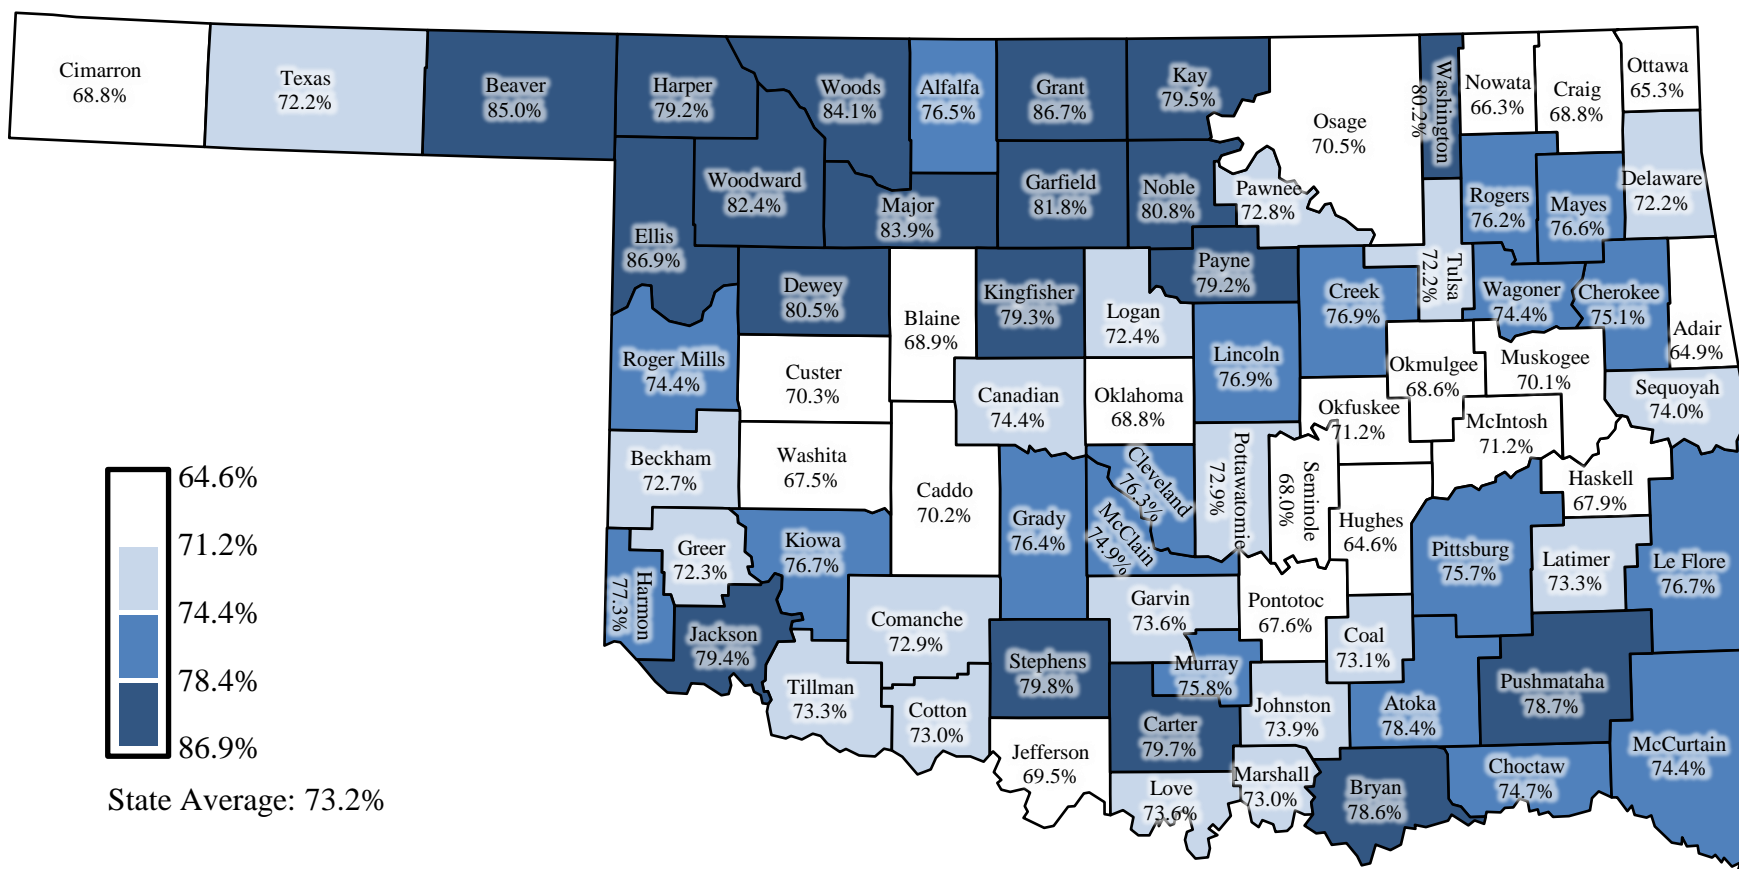 Cimarron
68.8%
Texas
72.2%
Beaver
85.0%
Harper
79.2%
Woods
84.1%
Alfalfa
76.5%
Grant
86.7%
Kay
79.5%
Osage
70.5%
Washington
80.2%
Nowata
66.3%
Craig
68.8%
Ottawa
65.3%
Ellis
86.9%
Woodward
82.4%
Major
83.9%
Garfield
81.8%
Noble
80.8%
Pawnee
72.8%
Rogers
76.2%
Mayes
76.6%
Delaware
72.2%
Dewey
80.5%
Blaine
68.9%
Kingfisher
79.3%
Logan
72.4%
Payne
79.2%
Creek
76.9%
Tulsa
72.2%
Wagoner
74.4%
Cherokee
75.1%
Adair
64.9%
Roger Mills
74.4%
Custer
70.3%
Canadian
74.4%
Oklahoma
68.8%
Lincoln
76.9%
Okmulgee
68.6%
Muskogee
70.1%
Sequoyah
74.0%
Okfuskee
71.2%
McIntosh
71.2%
Beckham
72.7%
Washita
67.5%
Caddo
70.2%
Grady
76.4%
Cleveland
76.3%
McClain
74.9%
Pottawatomie
72.9%
Seminole
68.0%
Hughes
64.6%
Haskell
67.9%
Pittsburg
75.7%
Latimer
73.3%
Le Flore
76.7%
Harmon
77.3%
Greer
72.3%
Kiowa
76.7%
Jackson
79.4%
Comanche
72.9%
Tillman
73.3%
Cotton
73.0%
Stephens
79.8%
Jefferson
69.5%
Garvin
73.6%
Murray
75.8%
Pontotoc
67.6%
Coal
73.1%
Carter
79.7%
Johnston
73.9%
Atoka
78.4%
Pushmataha
78.7%
McCurtain
74.4%
Love
73.6%
Marshall
73.0%
Bryan
78.6%
Choctaw
74.7%
64.6%
71.2%
74.4%
78.4%
86.9%
State Average: 73.2%